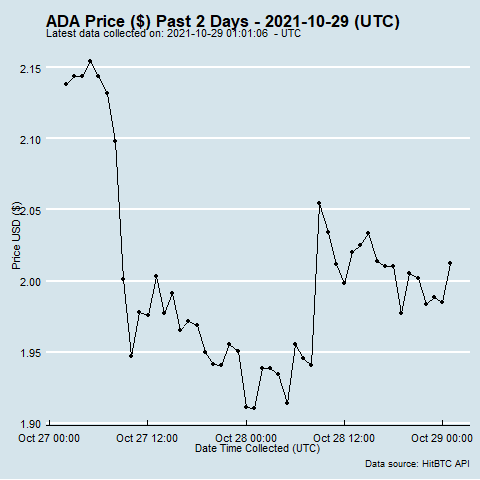 ADA Price ($) Past 2 Days - 2021-10-29 (UTC)
Latest data collected on: 2021-10-29 01:01:06 - UTC
2.15
2.10
2.05
2.00
1.95
1.90
Price USD ($)
Oct 27 00:00 Oct 27 12:00 Oct 28 00:00 Oct 28 12:00 Oct 29 00:00
Date Time Collected (UTC)
Data source: HitBTC API